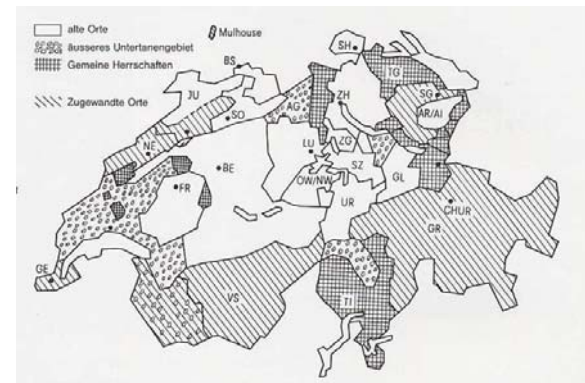 alte Orte
äusseres Untertanengebiet
Gemeine Herrschaften
Zugewandte Orte
Mulhouse
SH
BS
TG
JU
AG
ZH
SG
AR/AI
SO
NE
LU
ZG
SZ
BE
OW/NW
GL
FR
UR
CHUR
GR
GE
VS
TI